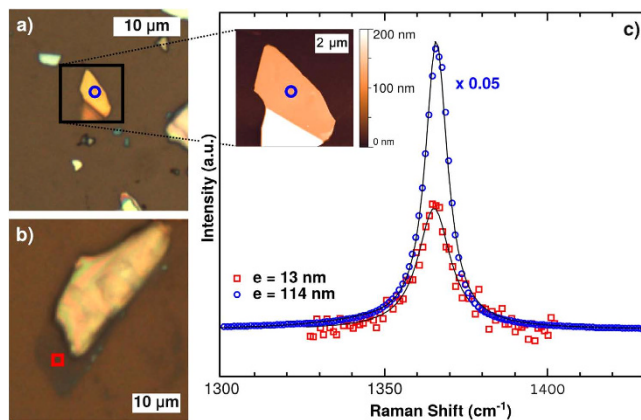 a)
10 µm
2 µm
200 nm
100 nm
0 nm
c)
x 0.05
b)
10 µm
Intensity (a.u.)
e = 13 nm
e = 114 nm
1300
1350
1400
Raman Shift (cm-1)